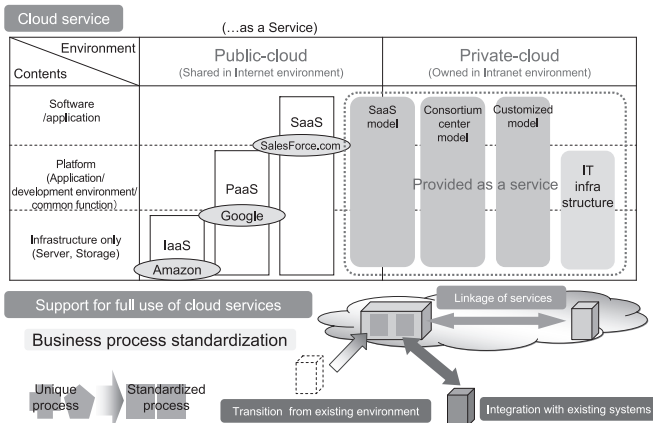 Cloud service
(…as a Service)
Environment
Contents
Public-cloud
(Shared in Internet environment)
Private-cloud
(Owned in Intranet environment)
Software
/application
Platform
(Application/
development environment/
common function)
Infrastructure only
(Server, Storage)
IaaS
Amazon
PaaS
Google
SaaS
SalesForce.com
SaaS
model
Consortium
center
model
Customized
model
Provided as a service
IT
infra
structure
Support for full use of cloud services
Business process standardization
Unique
process
Standardized
process
Linkage of services
Transition from existing environment
Integration with existing systems